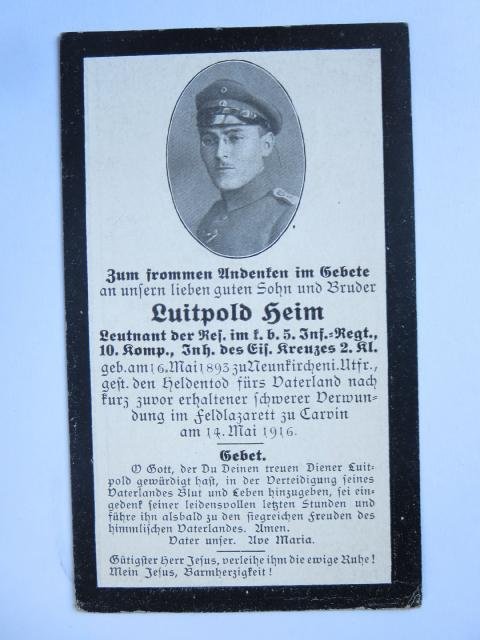 Zum frommen Andenken im Gebete
an unsern lieben guten Sohn und Bruder
Luitpold Heim
Leutnant der Res. im k. b. 5. Inf.-Regt.,
10. Komp., Inh. des Eis. Kreuzes 2. Kl.
geb. am 16. Mai 1893 zu Neunkirchen i. Utfr.,
gest. den Heldentod fürs Vaterland nach
kurz zuvor erhaltener schwerer Verwun-
dung im Feldlazarett zu Carvin
am 14. Mai 1916.
Gebet.
O Gott, der Du Deinen treuen Diener Luit-
pold gewürdigt hast, in der Verteidigung seines
Vaterlandes Blut und Leben hinzugeben, sei ein-
gedenk seiner leidensvollen letzten Stunden und
führe ihn alsbald zu den siegreichen Freuden des
himmlischen Vaterlandes. Amen.
Vater unser. Ave Maria.
Gütigster Herr Jesus, verleihe ihm die ewige Ruhe!
Mein Jesus, Barmherzigkeit!